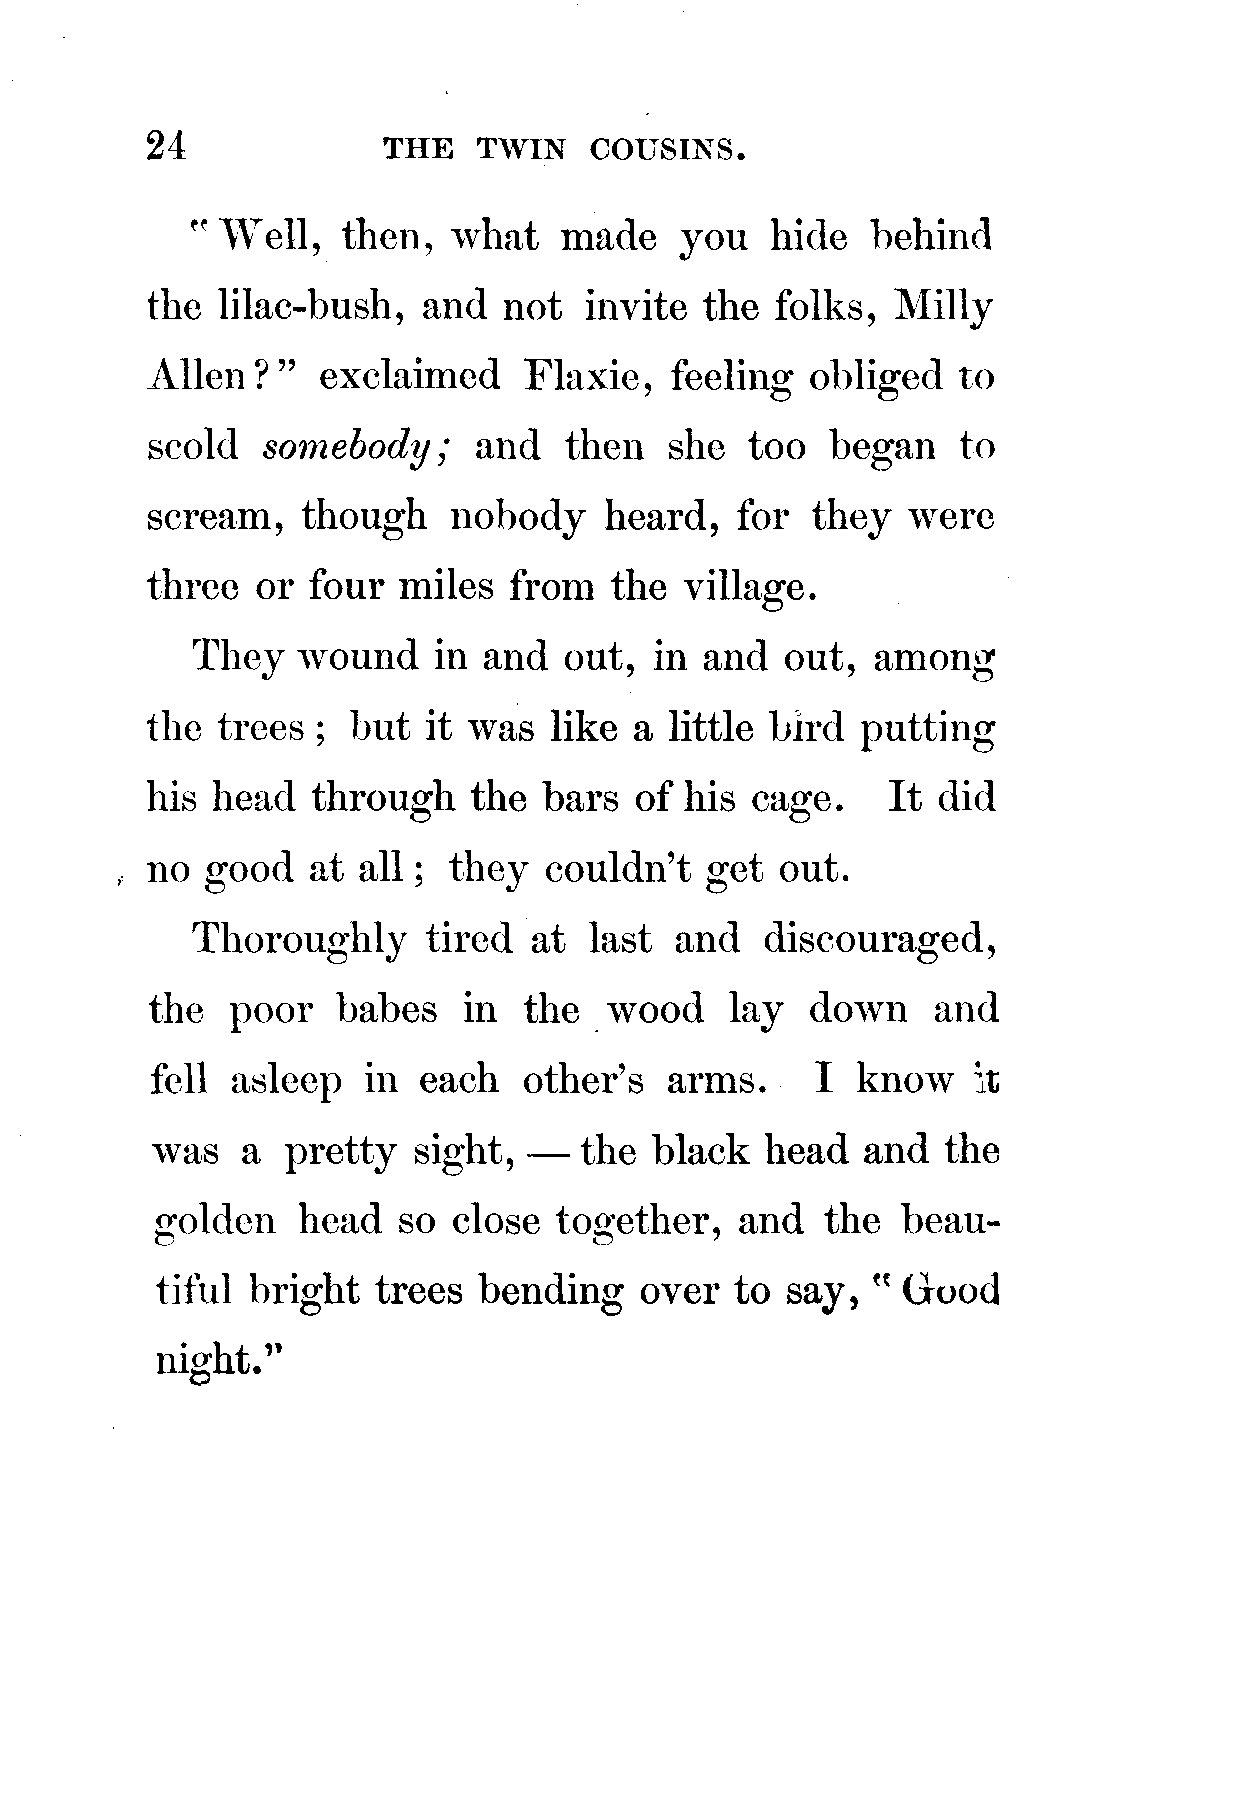 24 THE TWIN COUSINS.
"Well, then, what made you hide behind
the lilac-bush, and not invite the folks, Milly
Allen?" exclaimed Flaxie, feeling obliged to
scold somebody; and then she too began to
scream, though nobody heard, for they were
three or four miles from the village.
They wound in and out, in and out, among
the trees; but it was like a little bird putting
his head through the bars of his cage. It did
no good at all; they couldn't get out.
Thoroughly tired at last and discouraged,
the poor babes in the wood lay down and
fell asleep in each other's arms. I know it
was a pretty sight, — the black head and the
golden head so close together, and the beau-
tiful bright trees bending over to say, "Good
night."